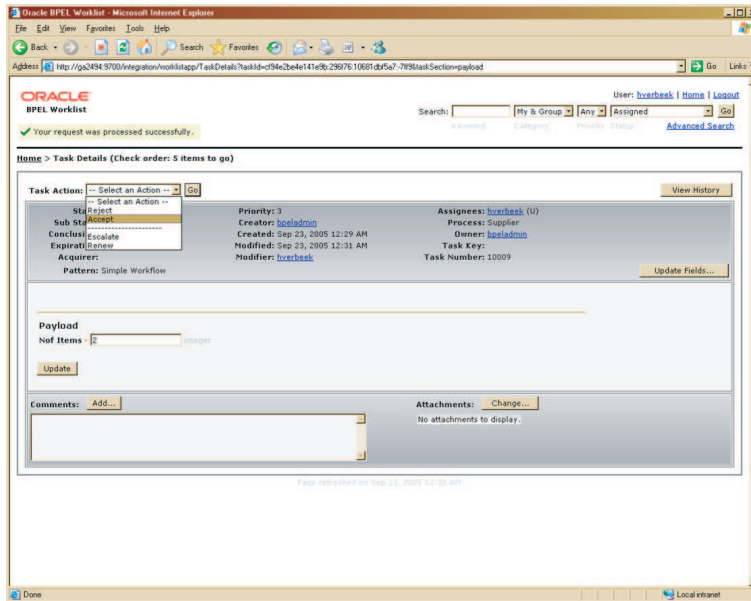 Oracle BPEL Worklist - Microsoft Internet Explorer
File Edit View Favorites Tools Help
Back Search Favorites
Address http://ga2494:9700/integration/worklistapp/TaskDetails?taskId= Go Links
ORACLE
BPEL Worklist
User: hverbeek | Home | Logout
Search: My & Group Any Assigned Go
Keyword Category Priority Status Advanced Search
Your request was processed successfully.
Home > Task Details (Check order: 5 items to go)
Task Action: -- Select an Action -- Go View History
-- Select an Action --
Reject
Accept
----------------------
Escalate
Renew
Sta Priority: 3 Assignees: hverbeek (U)
Sub Sta Creator: bpeladmin Process: Supplier
Conclusi Created: Sep 23, 2005 12:29 AM Owner: bpeladmin
Expirati Modified: Sep 23, 2005 12:31 AM Task Key:
Acquirer: Modifier: hverbeek Task Number: 10009
Pattern: Simple Workflow Update Fields...
Payload
Nof Items 2 integer
Update
Comments: Add... Attachments: Change...
No attachments to display.
Page refreshed on Sep 23, 2005 12:31 AM
Done Local intranet